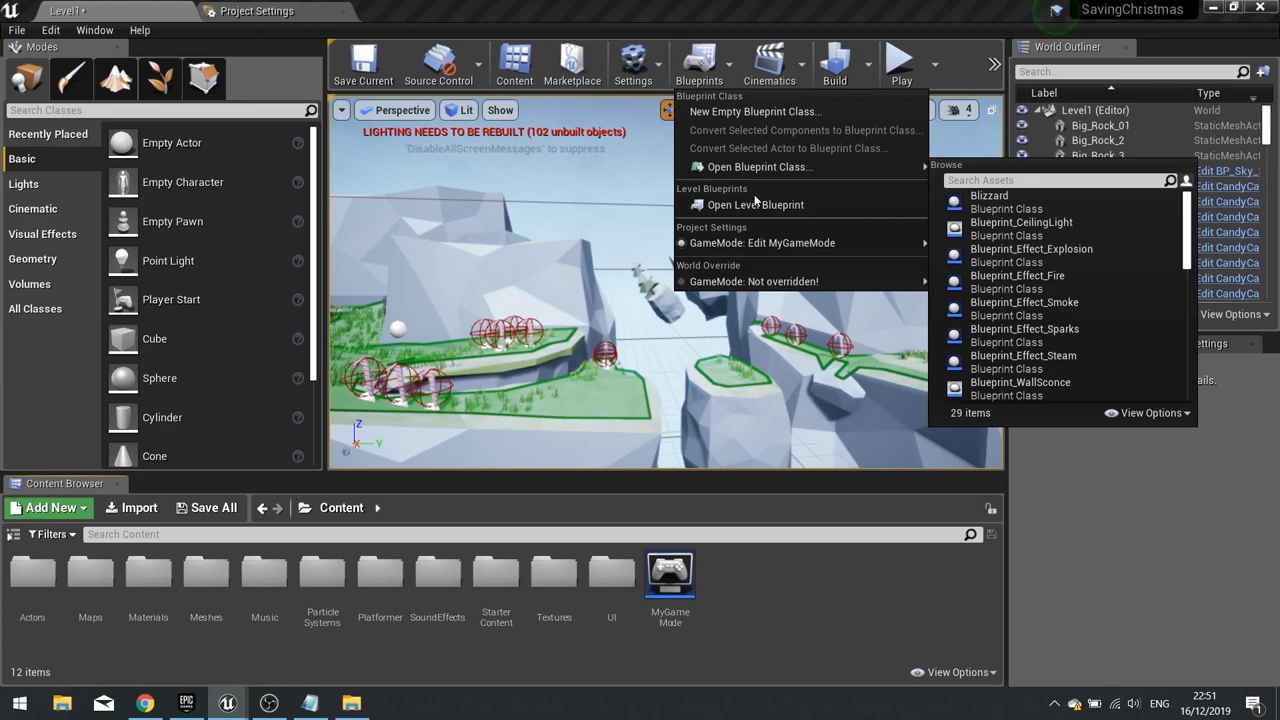 Level1•
Project Settings
SavingChristmas
File
Edit
Window
Help
Modes
Search Classes
Recently Placed
Basic
Lights
Cinematic
Visual Effects
Geometry
Volumes
All Classes
Empty Actor
Empty Character
Empty Pawn
Point Light
Player Start
Cube
Sphere
Cylinder
Cone
Save Current
Source Control
Content
Marketplace
Settings
Blueprints
Cinematics
Build
Play
Perspective
Lit
Show
4
LIGHTING NEEDS TO BE REBUILT (102 unbuilt objects)
'DisableAllScreenMessages' to suppress
Z
X
Y
Blueprint Class
New Empty Blueprint Class...
Convert Selected Components to Blueprint Class...
Convert Selected Actor to Blueprint Class...
Open Blueprint Class...
Level Blueprints
Open Level Blueprint
Project Settings
GameMode: Edit MyGameMode
World Override
GameMode: Not overridden!
Browse
Search Assets
Blizzard
Blueprint Class
Blueprint_CeilingLight
Blueprint Class
Blueprint_Effect_Explosion
Blueprint Class
Blueprint_Effect_Fire
Blueprint Class
Blueprint_Effect_Smoke
Blueprint Class
Blueprint_Effect_Sparks
Blueprint Class
Blueprint_Effect_Steam
Blueprint Class
Blueprint_WallSconce
Blueprint Class
29 items
View Options
World Outliner
Search...
Label
Type
Level1 (Editor)
World
Big_Rock_01
StaticMeshAct
Big_Rock_2
StaticMeshAct
Big_Rock_3
StaticMeshAct
Edit BP_Sky_S
Edit CandyCa
Edit CandyCa
Edit CandyCa
Edit CandyCa
Edit CandyCa
Edit CandyCa
Edit CandyCa
View Options
Content Browser
Add New
Import
Save All
Content
Filters
Search Content
Actors
Maps
Materials
Meshes
Music
Particle Systems
Platformer
SoundEffects
Starter Content
Textures
UI
MyGame Mode
12 items
View Options
EPIC GAMES
ENG
22:51
16/12/2019